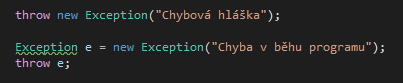 throw new Exception("Chybová hláška");
Exception e = new Exception("Chyba v běhu programu");
throw e;